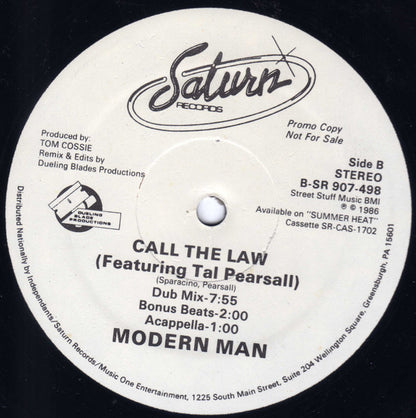 Saturn
RECORDS
Promo Copy
Not For Sale
Produced by:
TOM COSSIE
Remix & Edits by
Dueling Blades Productions
Side B
STEREO
B-SR 907-498
Street Stuff Music BMI
℗ © 1986
Available on "SUMMER HEAT"
Cassette SR-CAS-1702
DUELING
BLADE
PRODUCTIONS
CALL THE LAW
(Featuring Tal Pearsall)
(Sparacino, Pearsall)
Dub Mix-7:55
Bonus Beats-2:00
Acappella-1:00
MODERN MAN
Distributed Nationally by Independents/Saturn Records/Music One Entertainment, 1225 South Main Street, Suite 204 Wellington Square, Greensburg, PA 15601